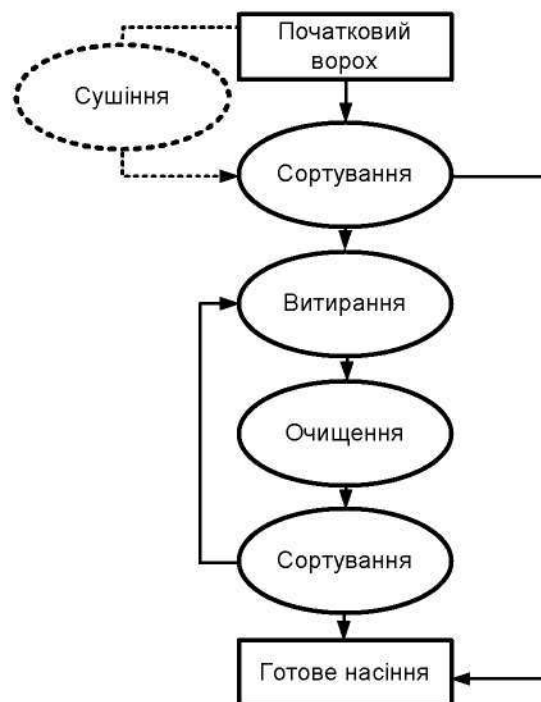 Початковий
ворох
Сушіння
Сортування
Витирання
Очищення
Сортування
Готове насіння